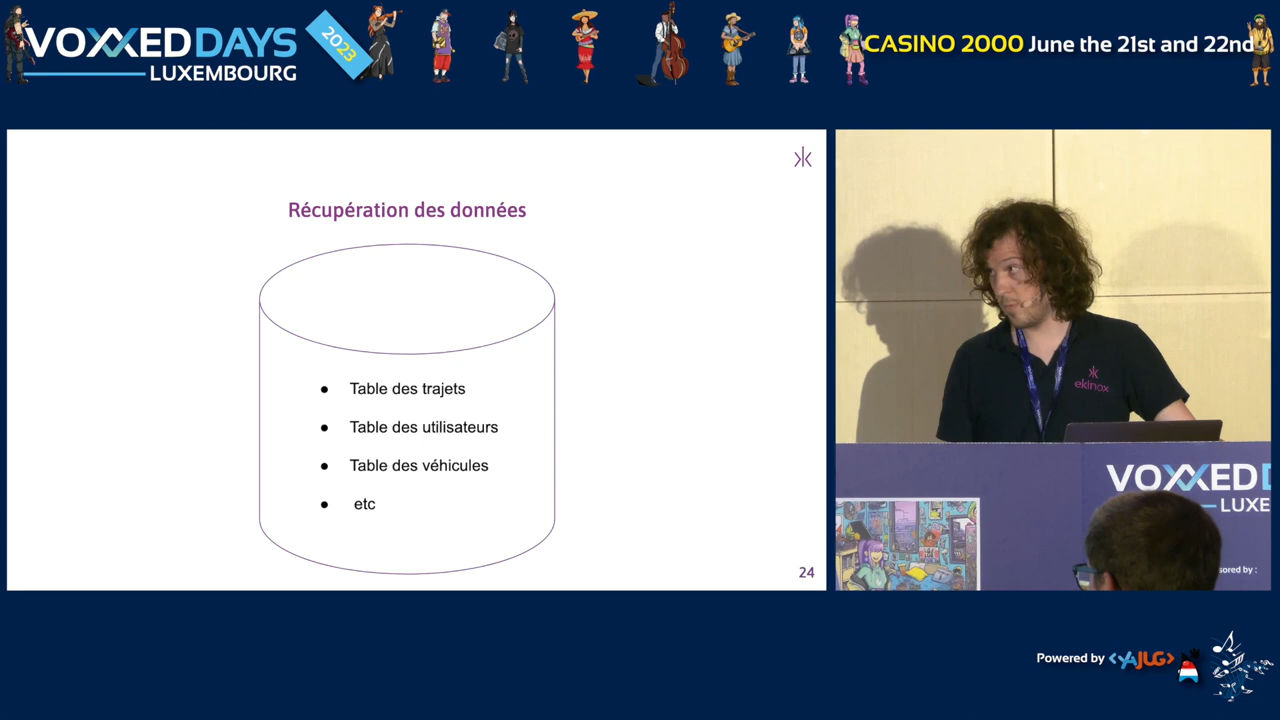 VOXXEDDAYS
LUXEMBOURG
2023
CASINO 2000 June the 21st and 22nd
Récupération des données
● Table des trajets
● Table des utilisateurs
● Table des véhicules
● etc
24
ekinox
VOXXED
LUXE
sored by :
Powered by <YAJUG>